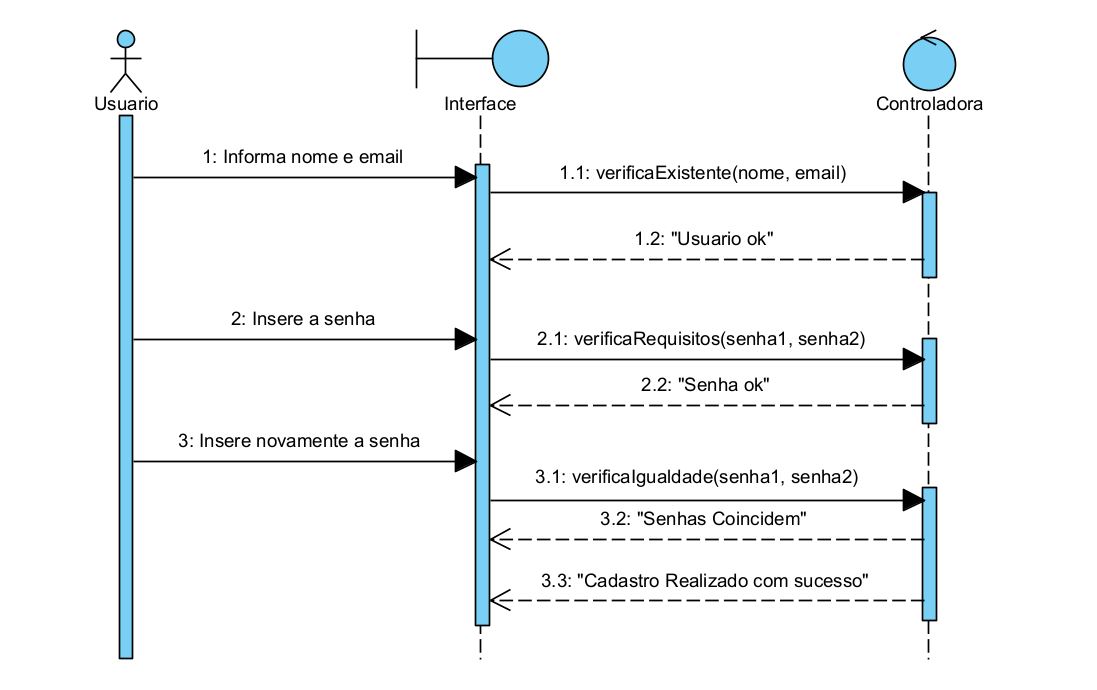 Usuario
Interface
Controladora
1: Informa nome e email
1.1: verificaExistente(nome, email)
1.2: "Usuario ok"
2: Insere a senha
2.1: verificaRequisitos(senha1, senha2)
2.2: "Senha ok"
3: Insere novamente a senha
3.1: verificaIgualdade(senha1, senha2)
3.2: "Senhas Coincidem"
3.3: "Cadastro Realizado com sucesso"